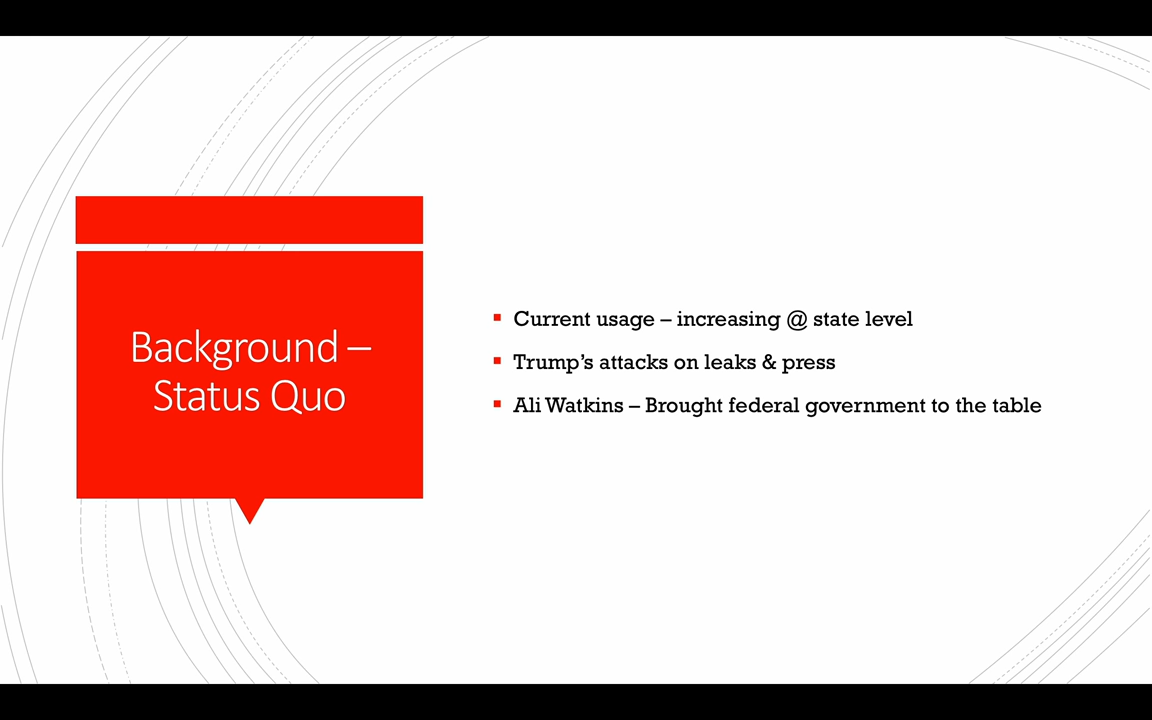 Background –
Status Quo
Current usage – increasing @ state level
Trump’s attacks on leaks & press
Ali Watkins – Brought federal government to the table